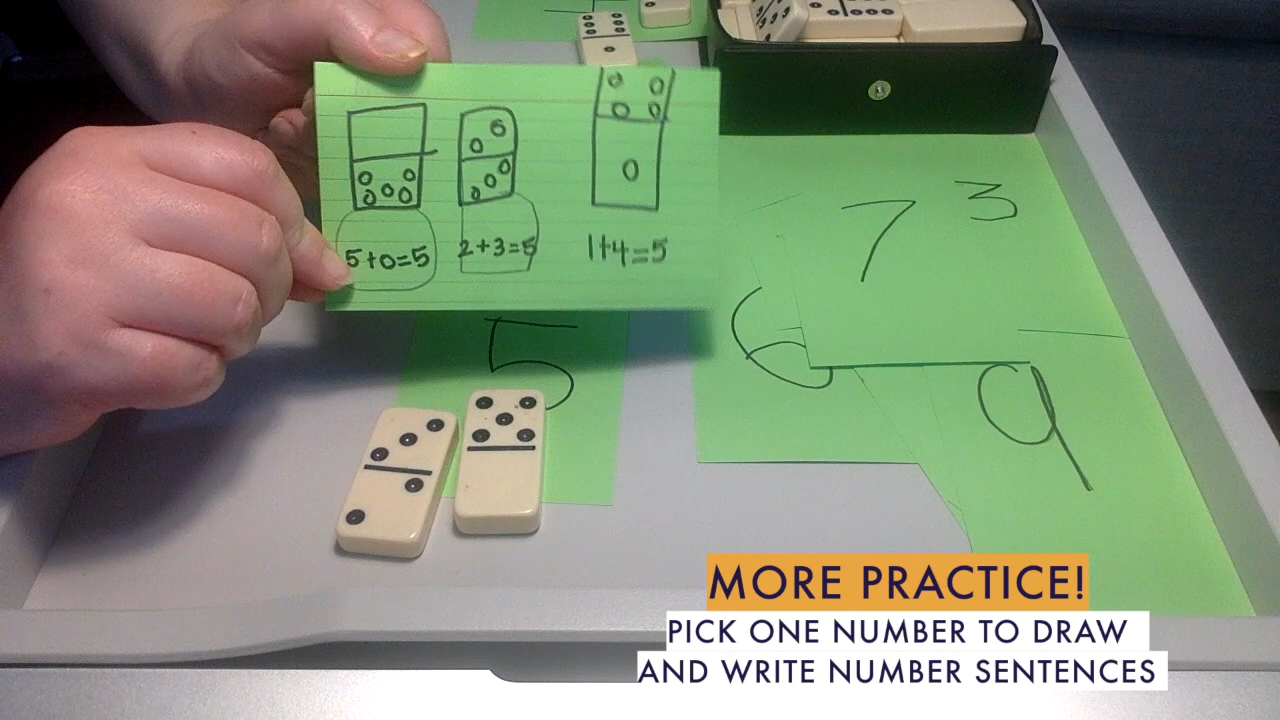 5+0=5 2+3=5 1+4=5
7 3
5
6
9
MORE PRACTICE!
PICK ONE NUMBER TO DRAW
AND WRITE NUMBER SENTENCES